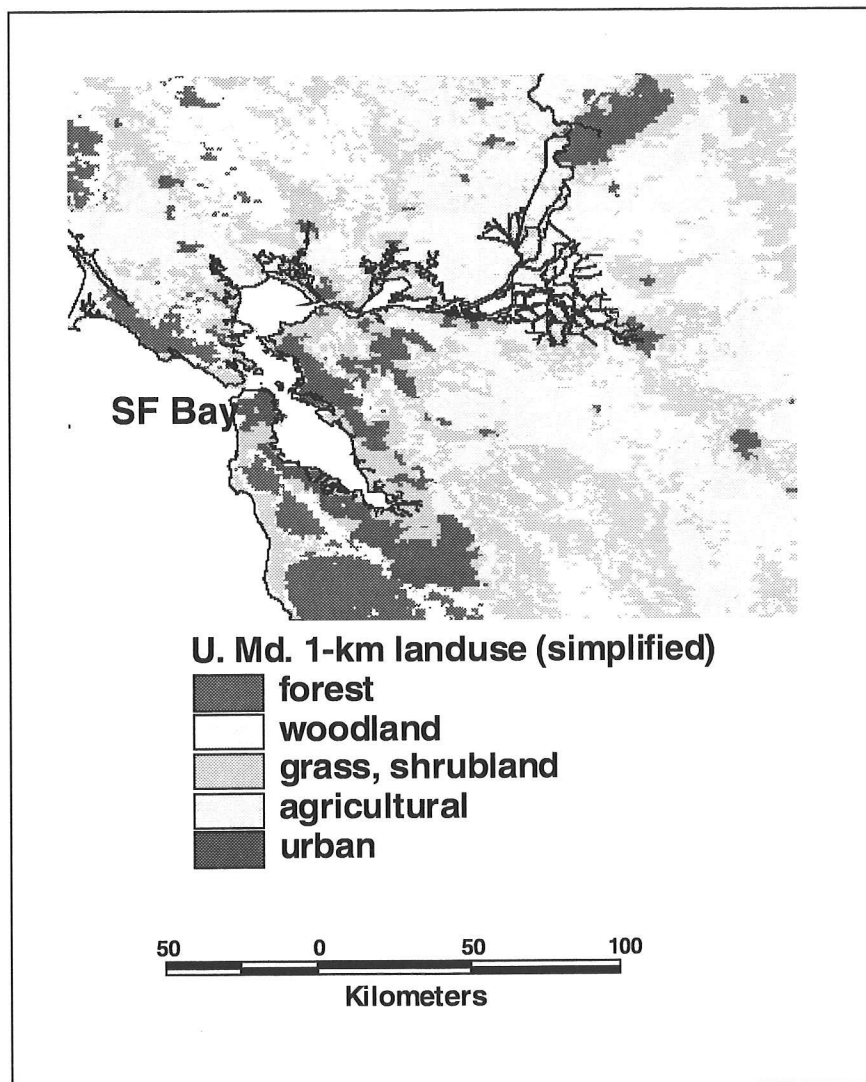 SF Bay
U. Md. 1-km landuse (simplified)
forest
woodland
grass, shrubland
agricultural
urban
50 0 50 100
Kilometers